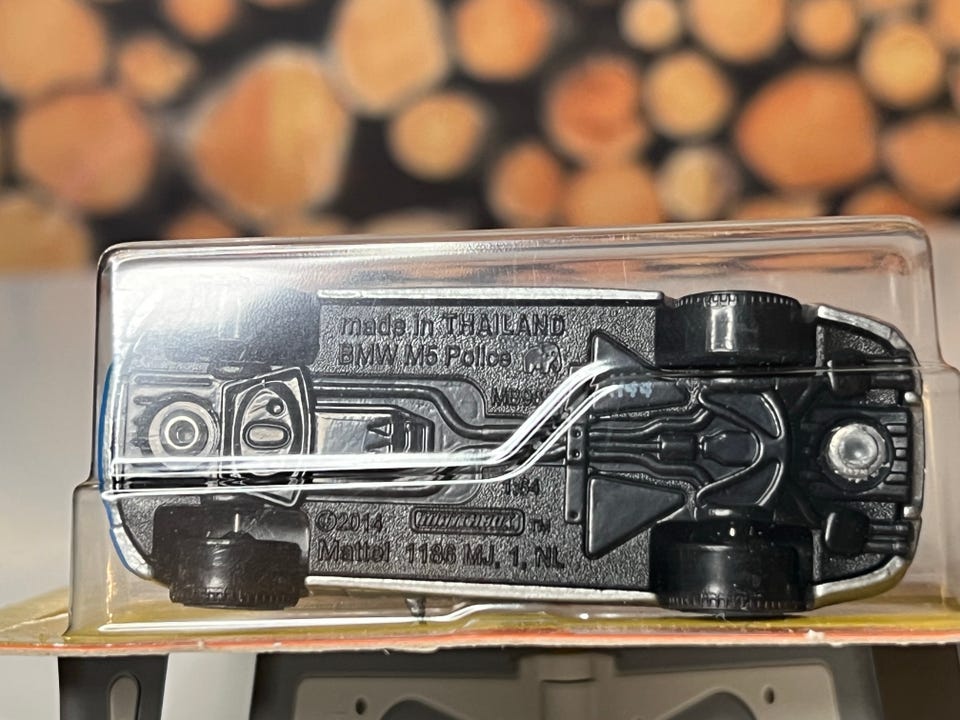 made in THAILAND
BMW M5 Police
1:64
©2014 MATCHBOX TM
Mattel 1186 MJ, 1, NL